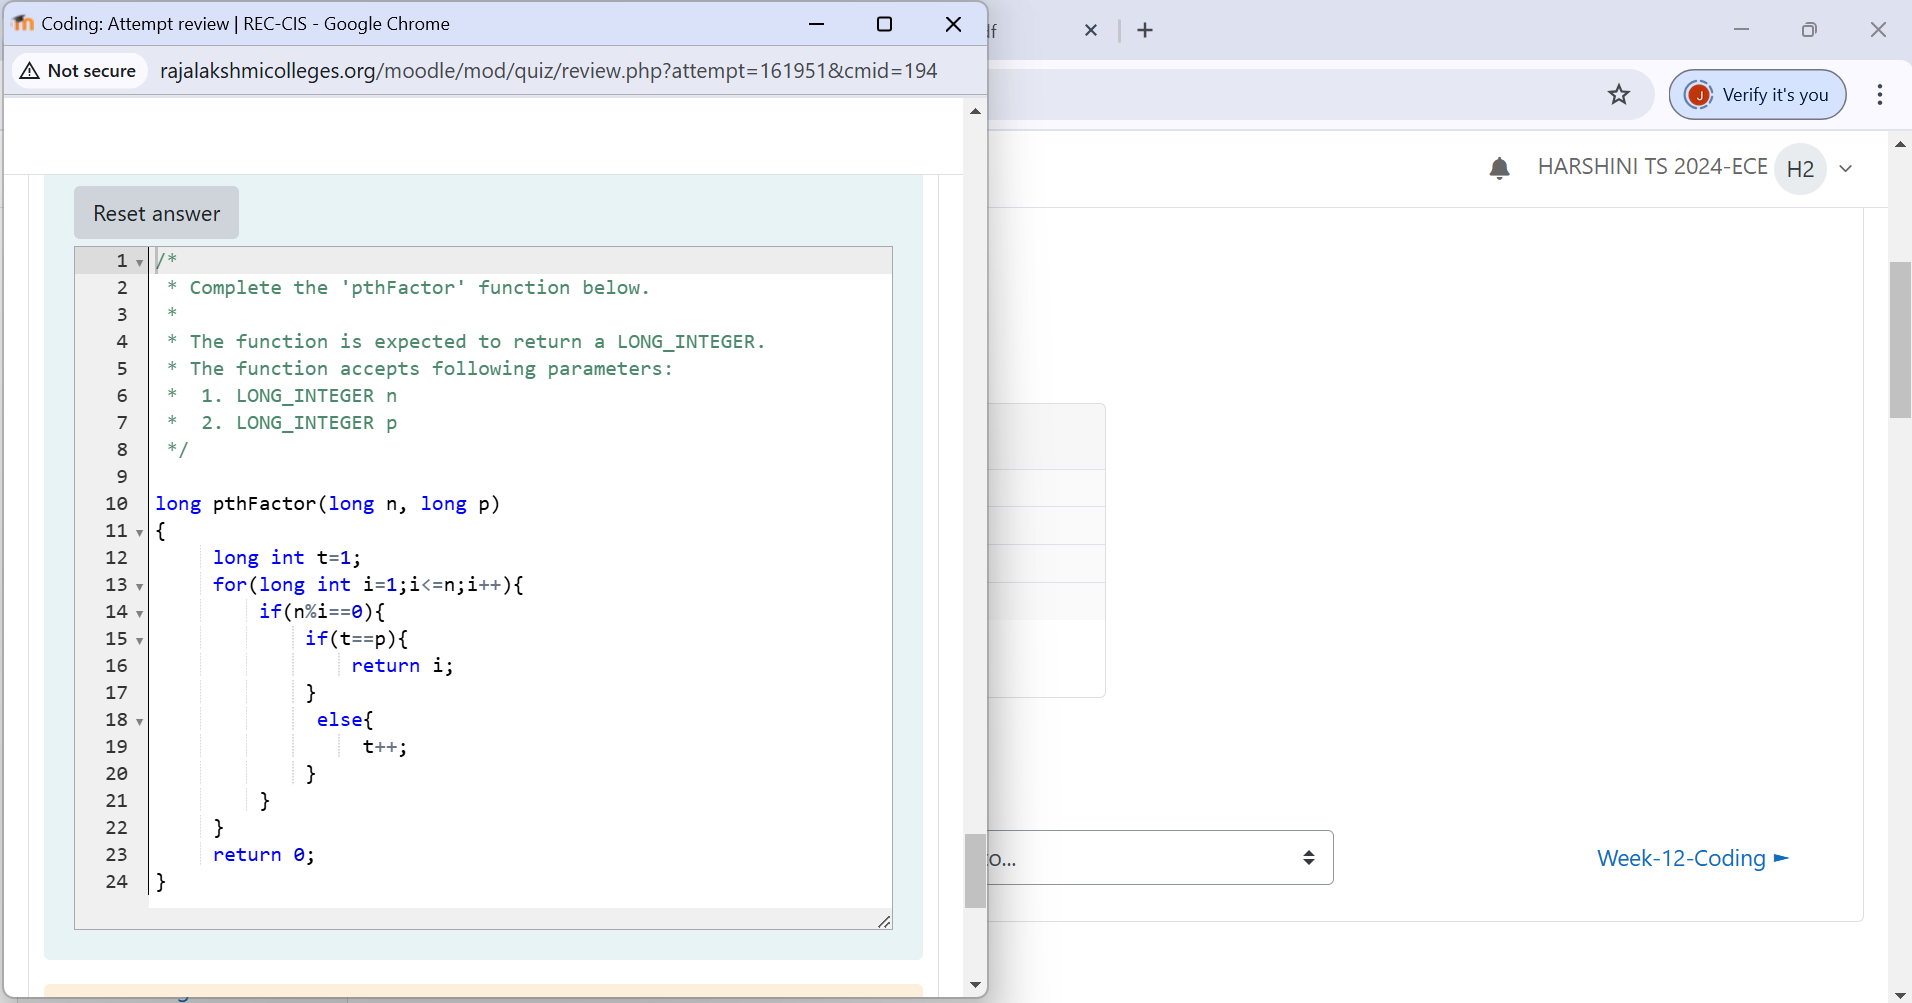 Coding: Attempt review | REC-CIS - Google Chrome
Not secure rajalakshmicolleges.org/moodle/mod/quiz/review.php?attempt=161951&cmid=194
Verify it's you
HARSHINI TS 2024-ECE H2
Reset answer
1 /*
2 * Complete the 'pthFactor' function below.
3 *
4 * The function is expected to return a LONG_INTEGER.
5 * The function accepts following parameters:
6 * 1. LONG_INTEGER n
7 * 2. LONG_INTEGER p
8 */
9
10 long pthFactor(long n, long p)
11 {
12 long int t=1;
13 for(long int i=1;i<=n;i++){
14 if(n%i==0){
15 if(t==p){
16 return i;
17 }
18 else{
19 t++;
20 }
21 }
22 }
23 return 0;
24 }
o...
Week-12-Coding ►